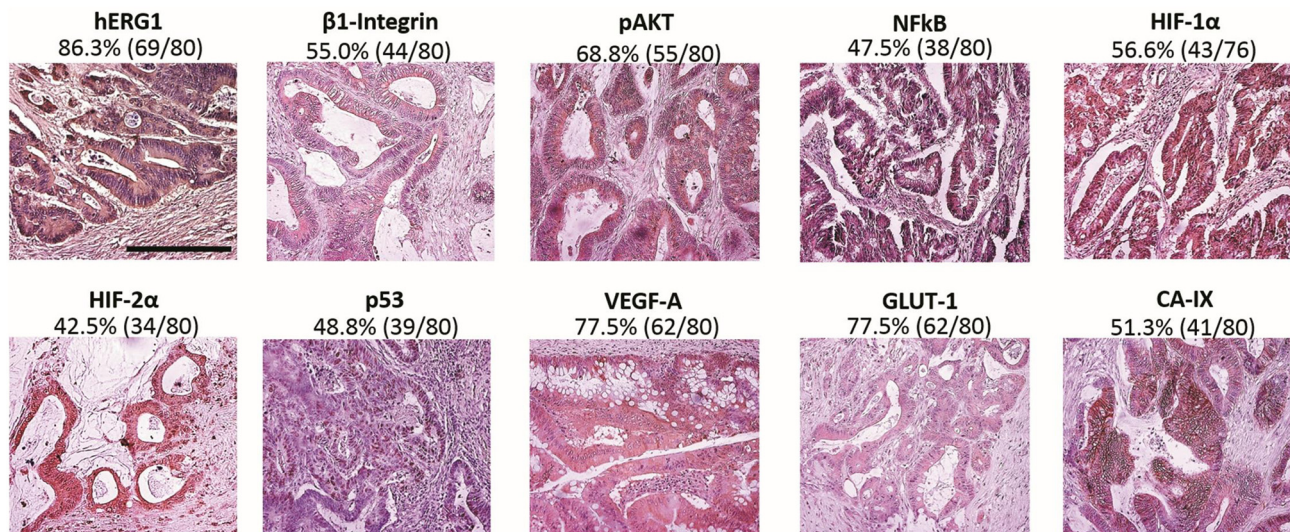 hERG1
86.3% (69/80)
β1-Integrin
55.0% (44/80)
pAKT
68.8% (55/80)
NFkB
47.5% (38/80)
HIF-1α
56.6% (43/76)
HIF-2α
42.5% (34/80)
p53
48.8% (39/80)
VEGF-A
77.5% (62/80)
GLUT-1
77.5% (62/80)
CA-IX
51.3% (41/80)